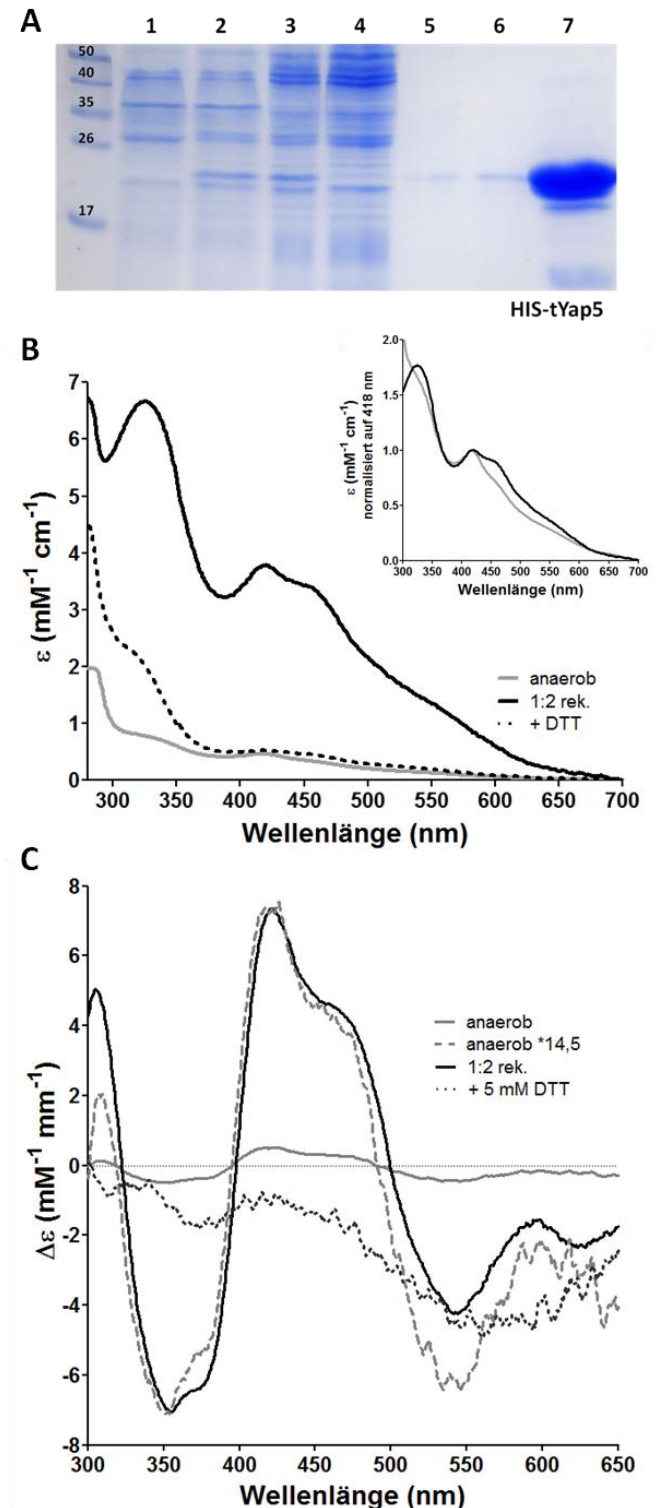 A
1 2 3 4 5 6 7
50
40
35
26
17
HIS-tYap5
B
ε (mM⁻¹ cm⁻¹)
7
6
5
4
3
2
1
0
300 350 400 450 500 550 600 650 700
Wellenlänge (nm)
anaerob
1:2 rek.
+ DTT
ε (mM⁻¹ cm⁻¹)
normalisiert auf 418 nm
2.0
1.5
1.0
0.5
0.0
300 350 400 450 500 550 600 650 700
Wellenlänge (nm)
C
Δε (mM⁻¹ mm⁻¹)
8
6
4
2
0
-2
-4
-6
-8
anaerob
anaerob *14,5
1:2 rek.
+ 5 mM DTT
300 350 400 450 500 550 600 650
Wellenlänge (nm)